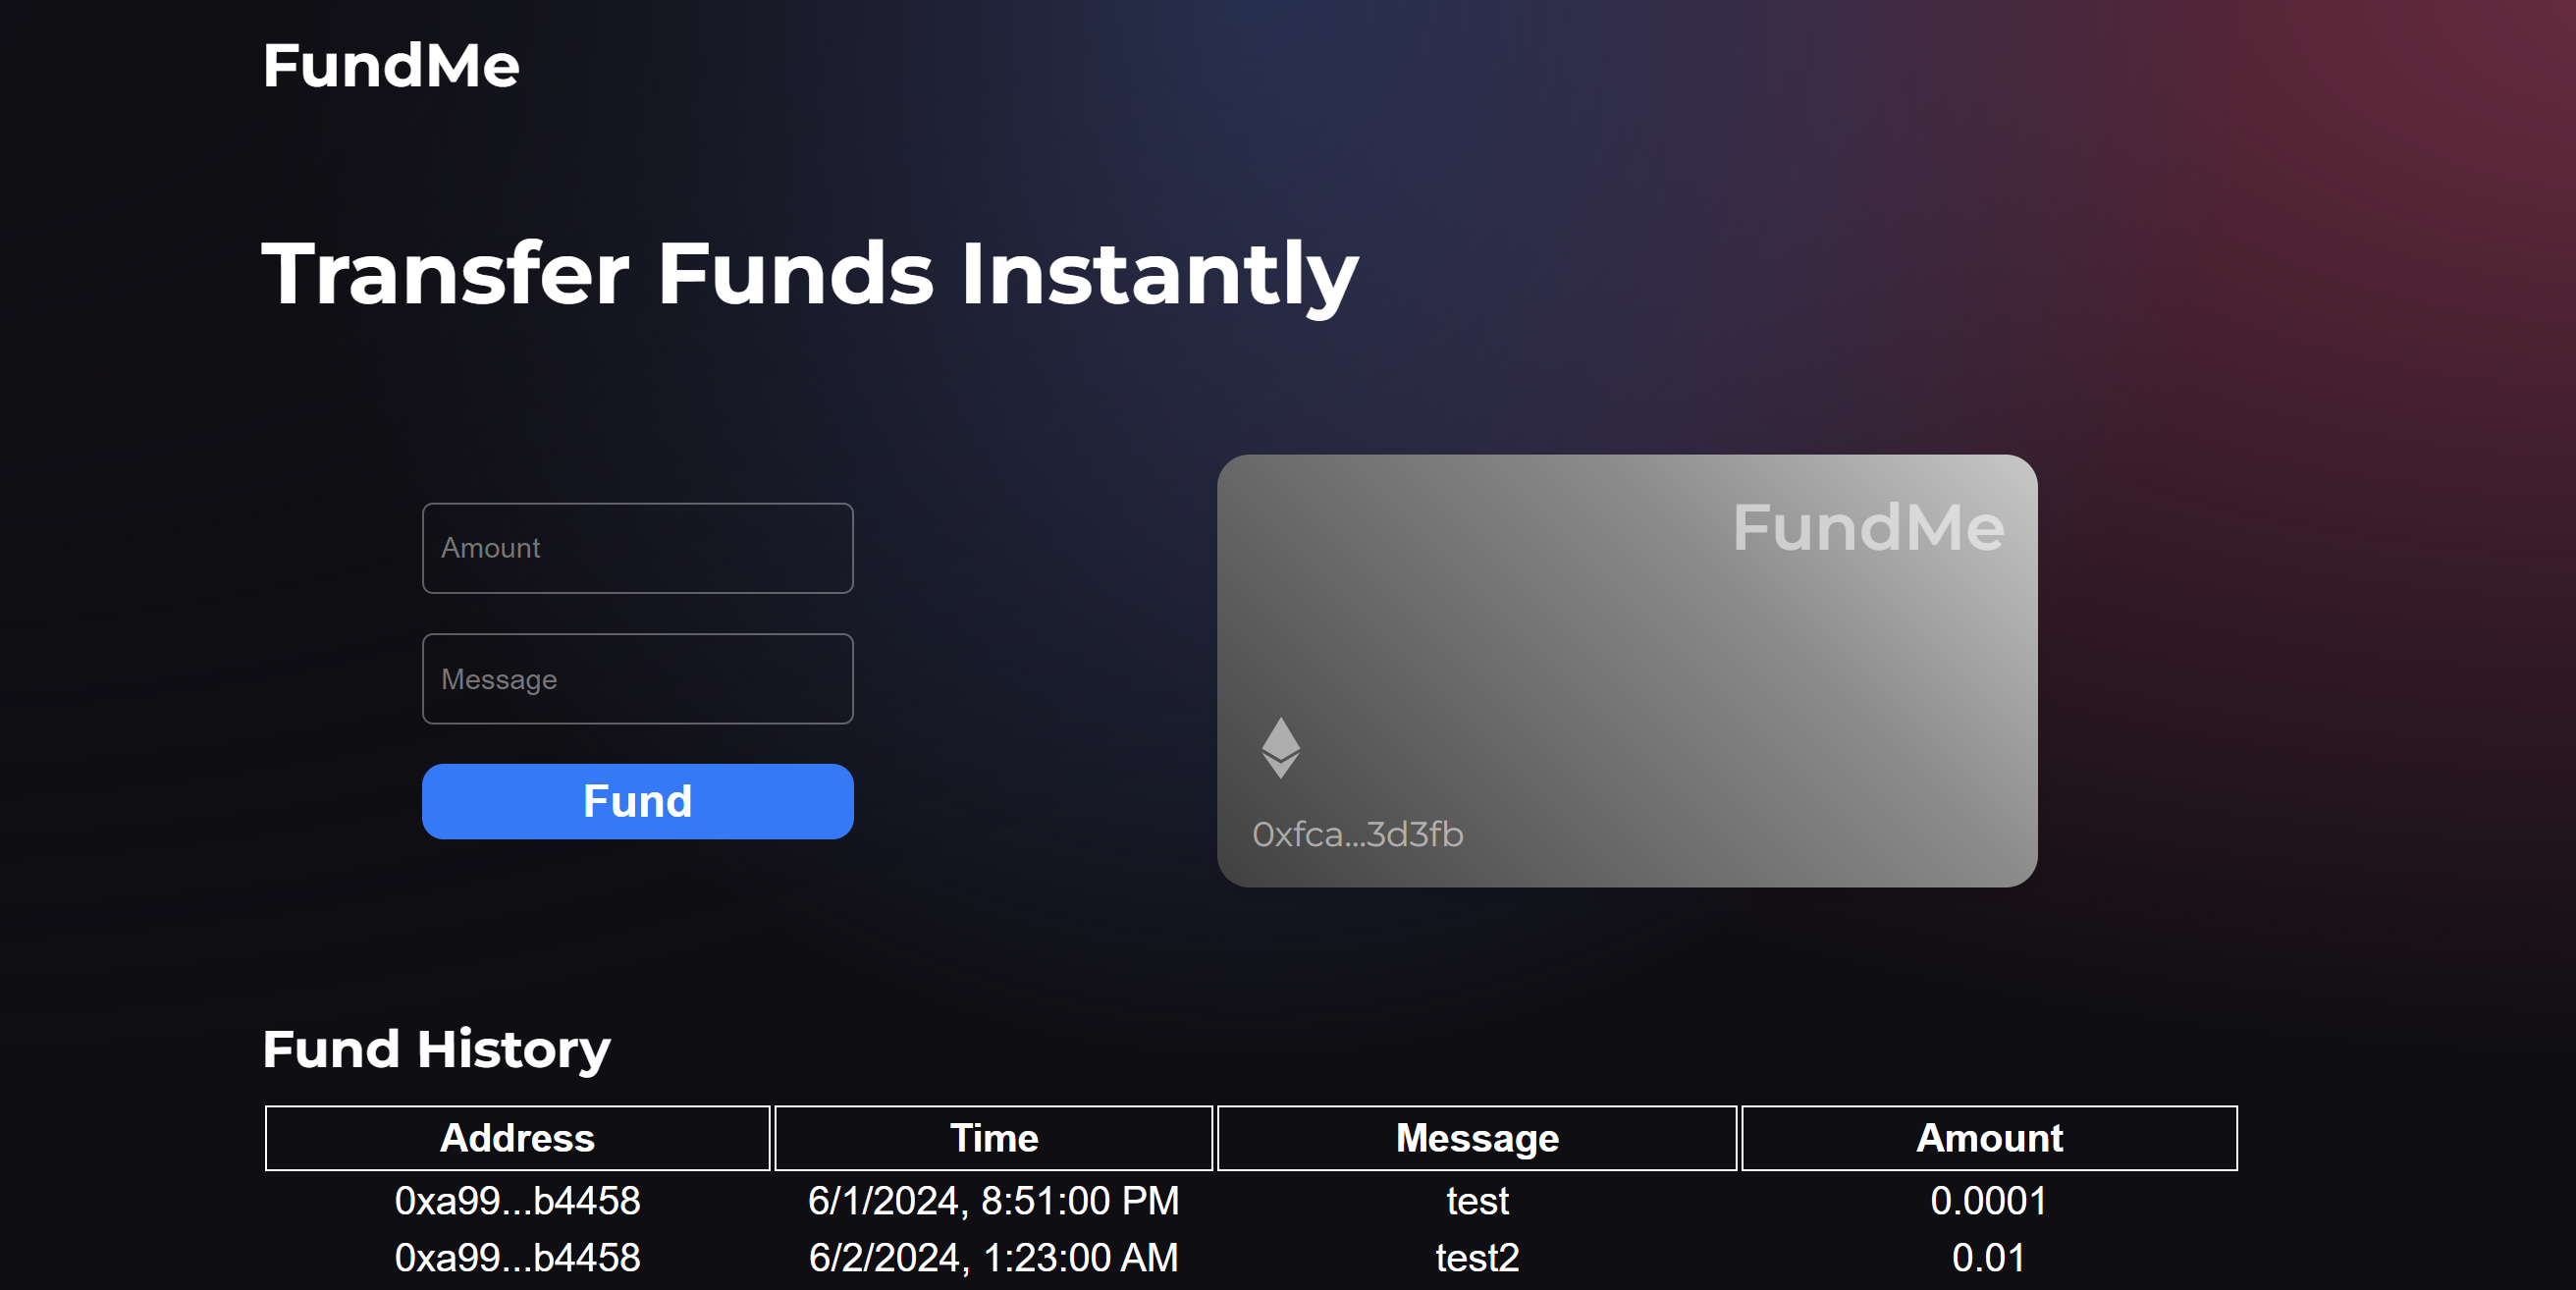 FundMe
Transfer Funds Instantly
Amount
Message
Fund
FundMe
0xfca...3d3fb
Fund History
Address Time Message Amount
0xa99...b4458 6/1/2024, 8:51:00 PM test 0.0001
0xa99...b4458 6/2/2024, 1:23:00 AM test2 0.01